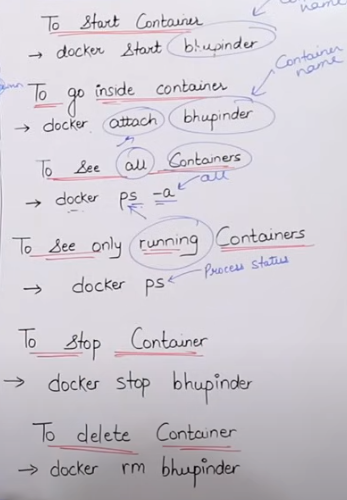 Container
name
To Start Container
→ docker start bhupinder
To go inside container
Container
name
→ docker attach bhupinder
To See all Containers
all
→ docker ps -a
To See only running Containers
Process Status
→ docker ps
To Stop Container
→ docker stop bhupinder
To delete Container
→ docker rm bhupinder